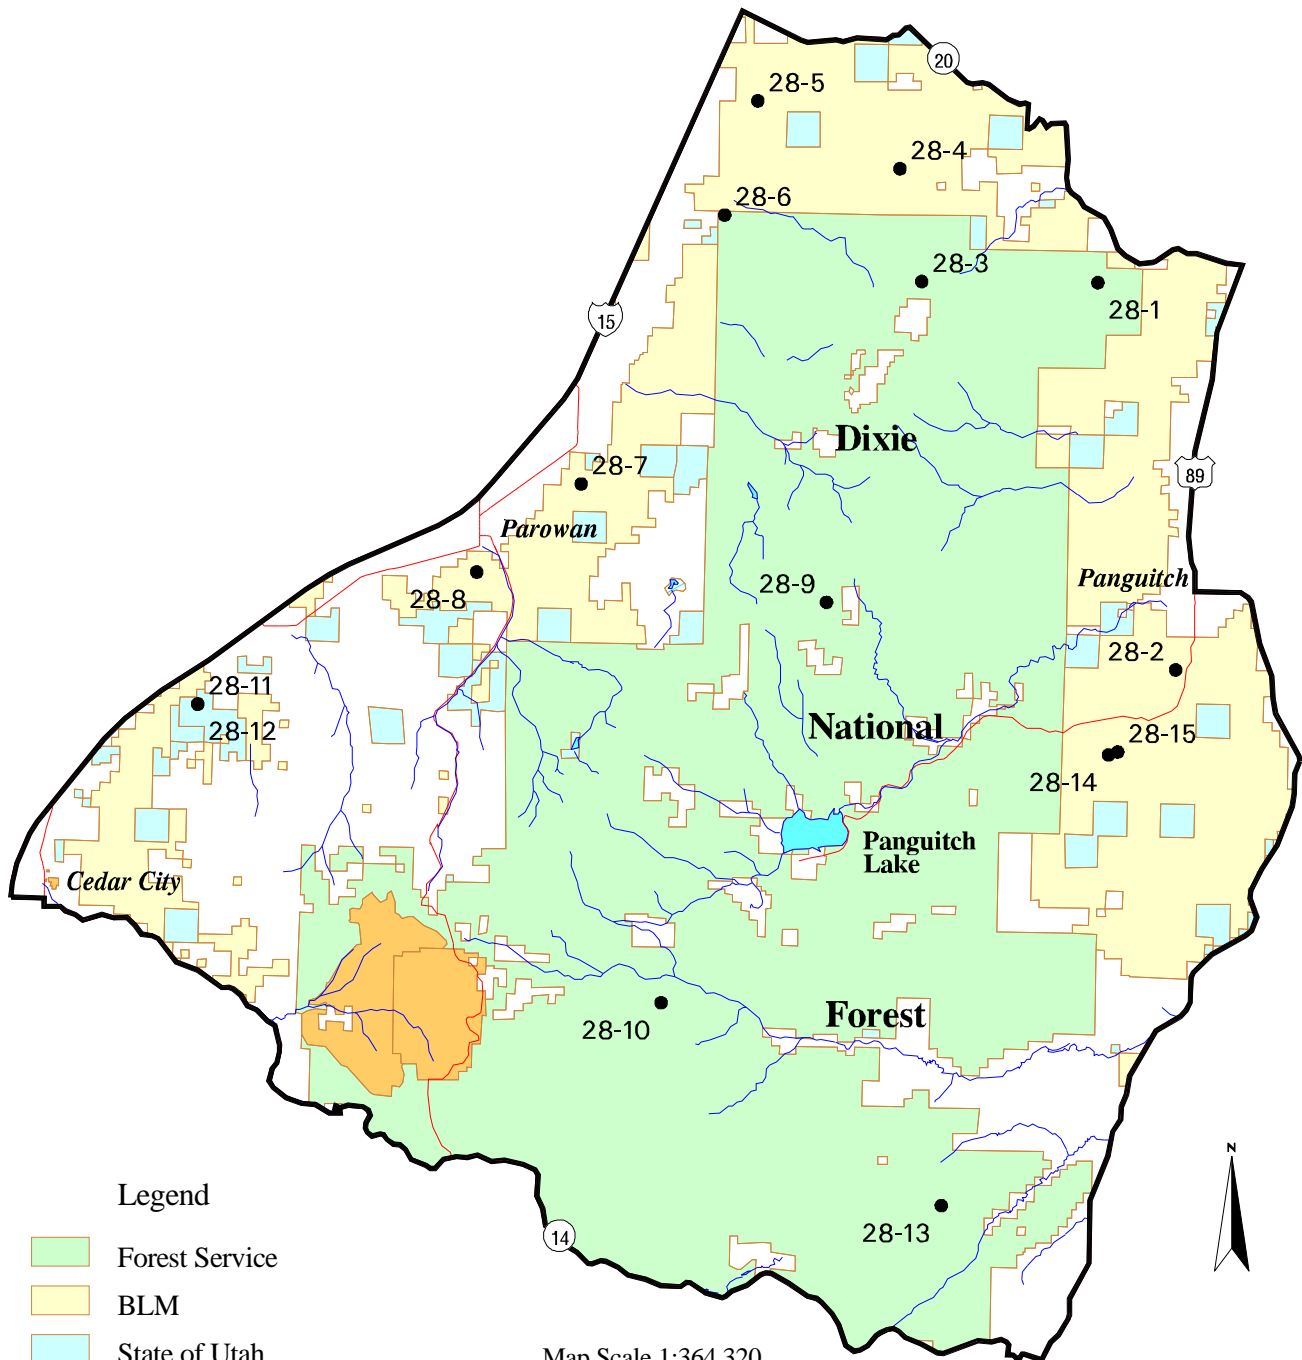 20
28-5
28-4
28-6
28-3
28-1
15
Dixie
28-7
89
Parowan
28-8
28-9
Panguitch
28-2
28-11
28-12
National
28-15
28-14
Panguitch
Lake
Cedar City
28-10
Forest
N
Legend
28-13
14
Forest Service
BLM
State of Utah
Map Scale 1:364,320